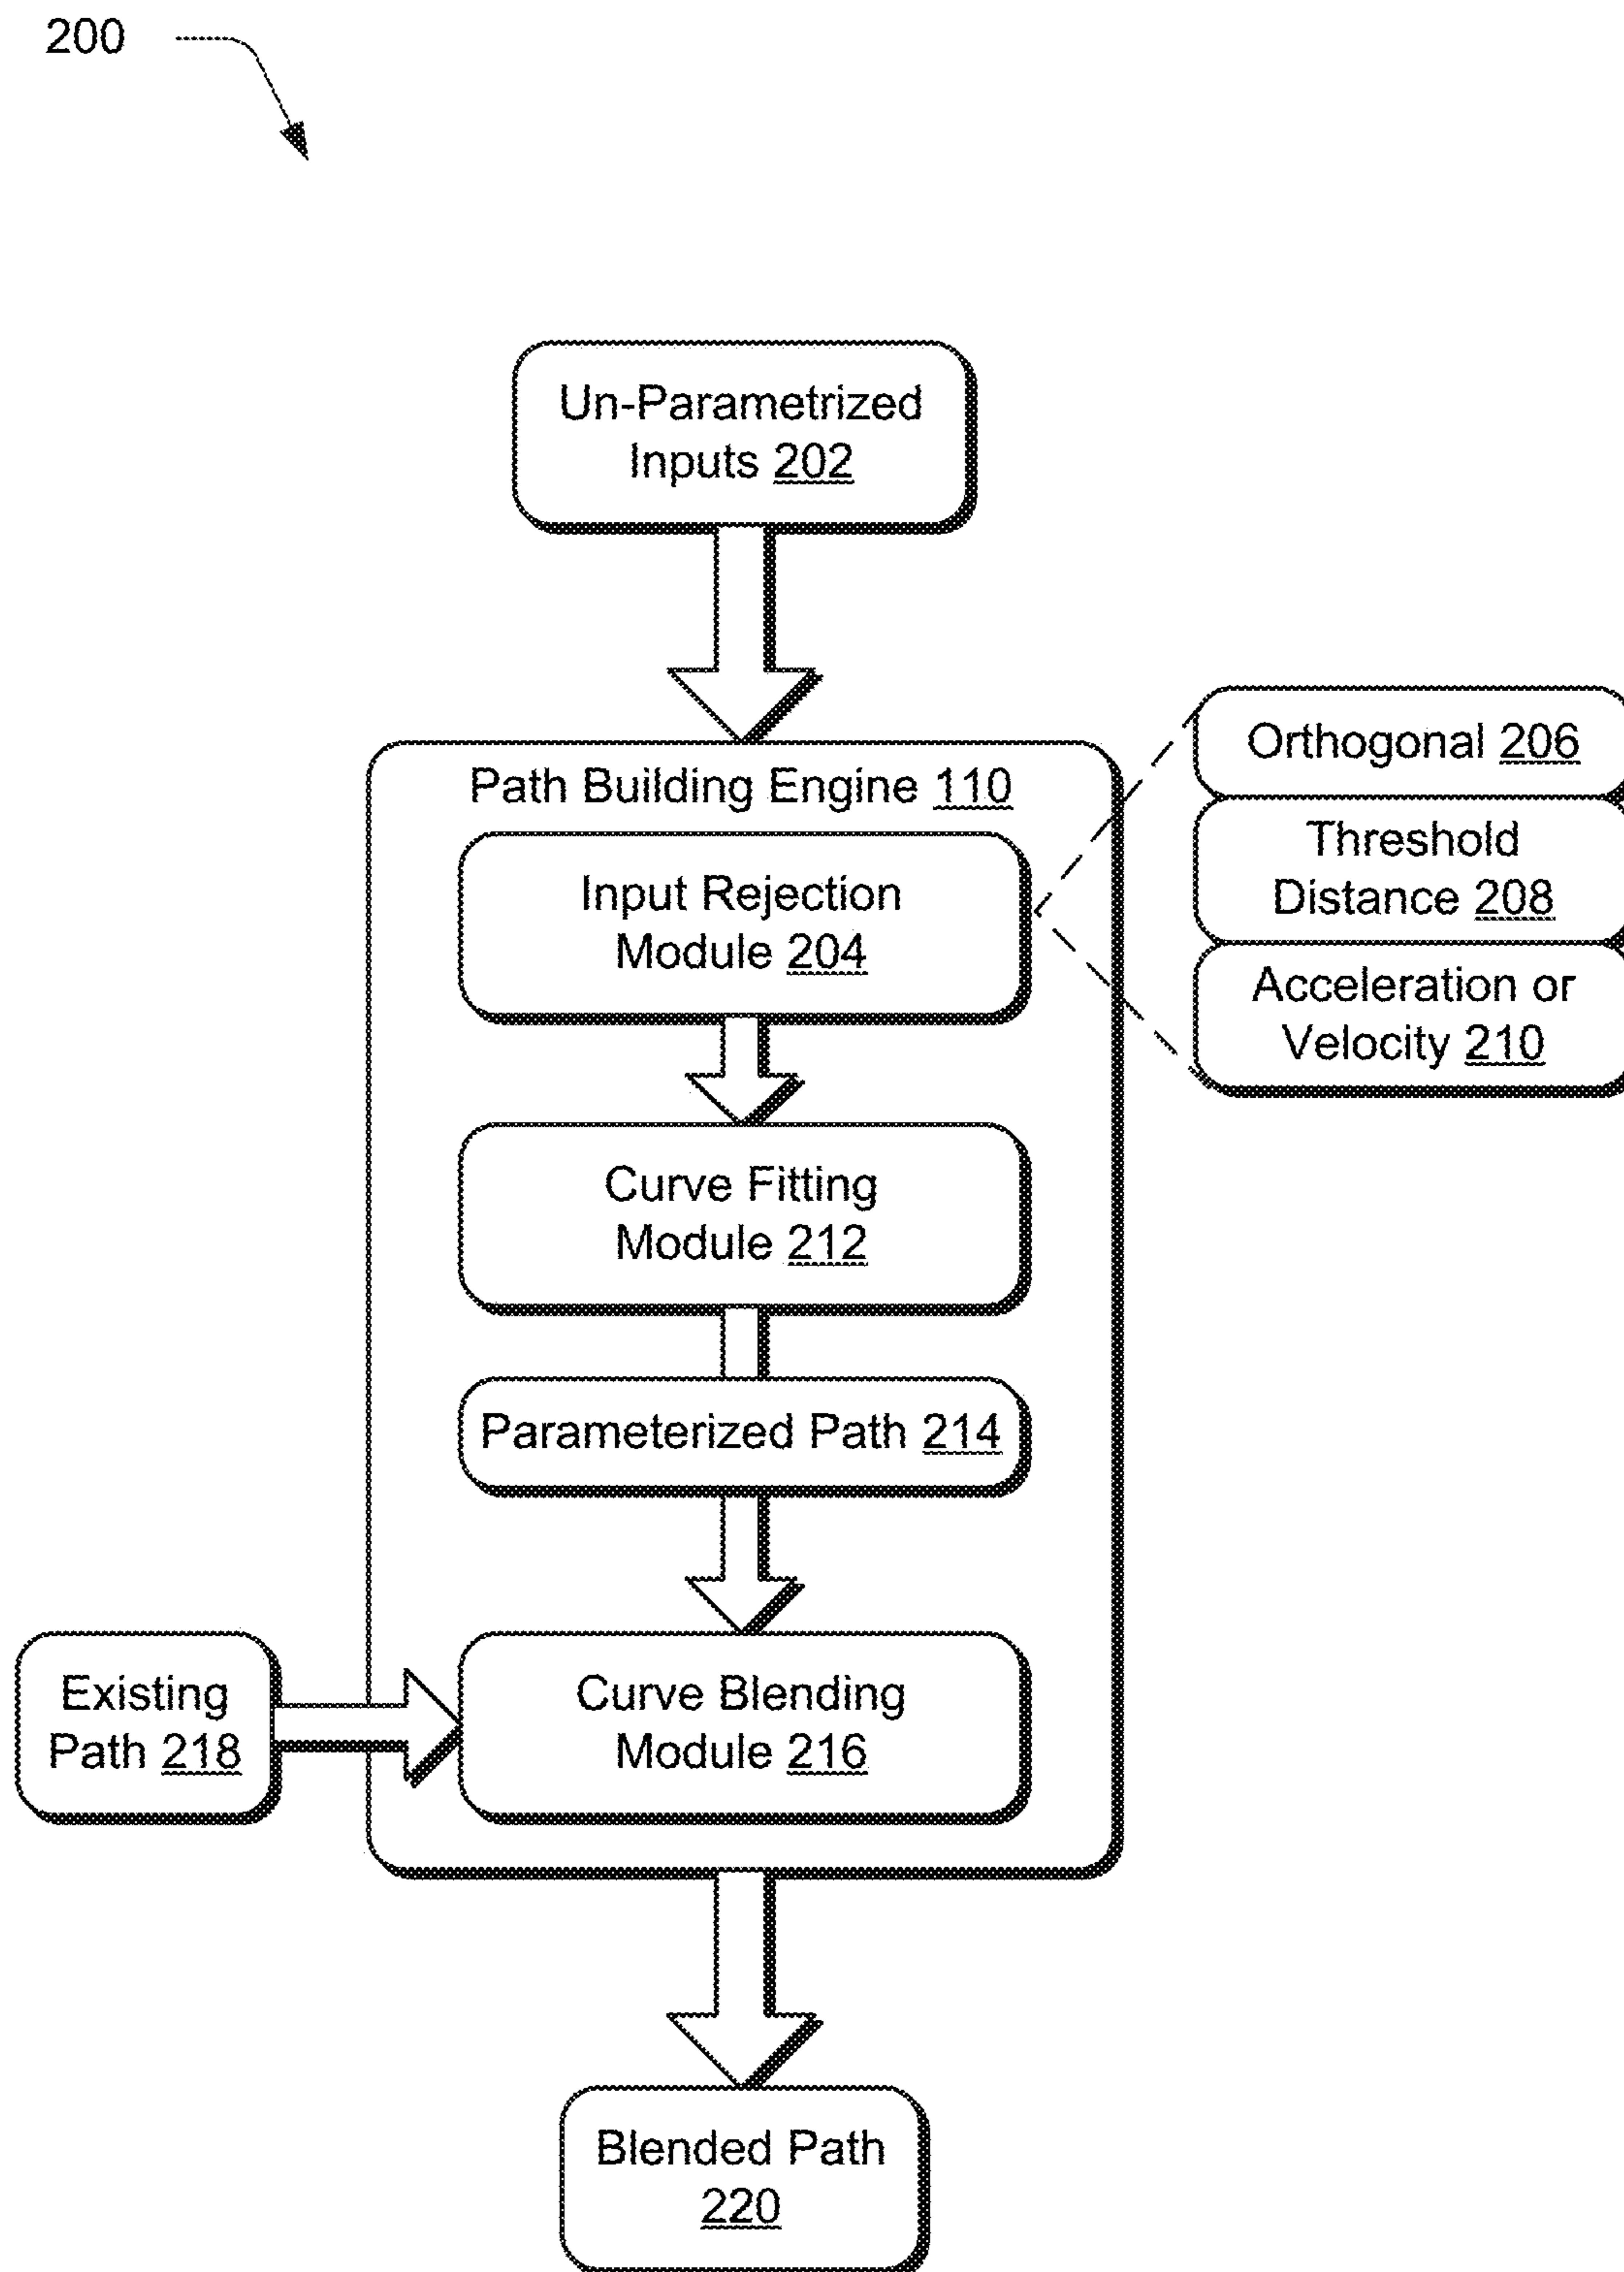 200
Un-Parametrized
Inputs 202
Path Building Engine 110
Input Rejection
Module 204
Orthogonal 206
Threshold
Distance 208
Acceleration or
Velocity 210
Curve Fitting
Module 212
Parameterized Path 214
Existing
Path 218
Curve Blending
Module 216
Blended Path
220